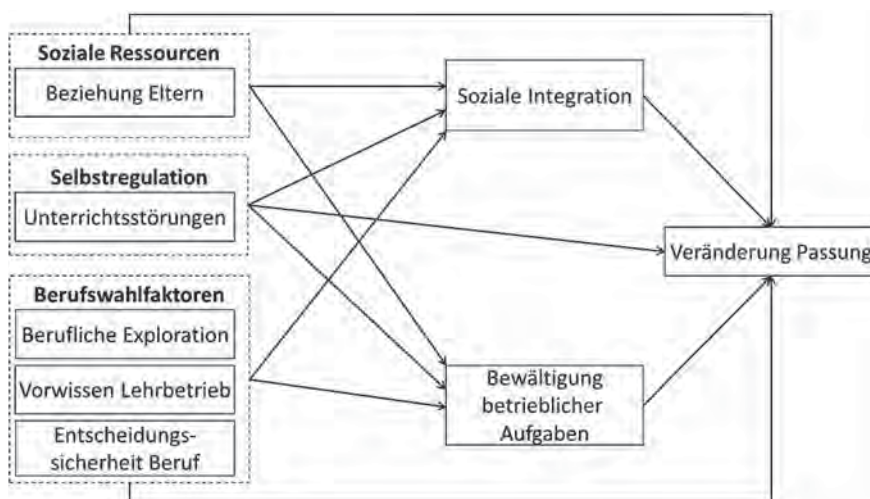 Soziale Ressourcen
Beziehung Eltern
Selbstregulation
Unterrichtsstörungen
Berufswahlfaktoren
Berufliche Exploration
Vorwissen Lehrbetrieb
Entscheidungs-
sicherheit Beruf
Soziale Integration
Bewältigung
betrieblicher
Aufgaben
Veränderung Passung